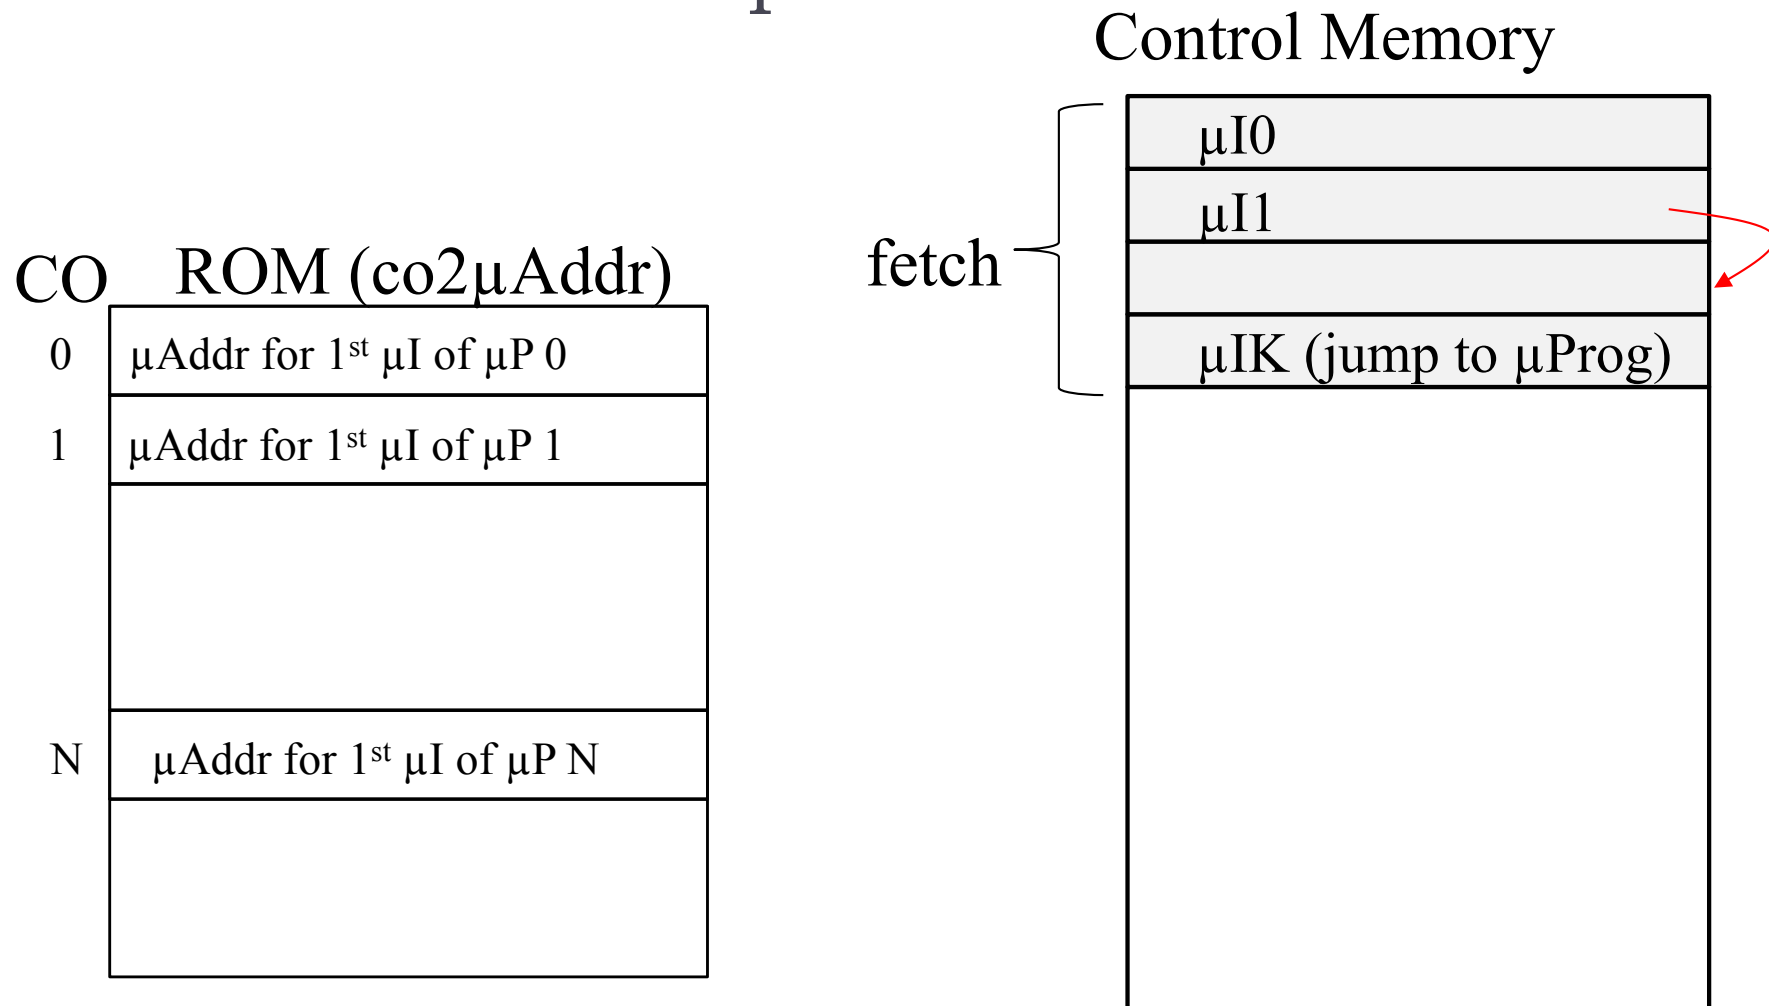 Control Memory
µI0
µI1
fetch
µIK (jump to µProg)
CO ROM (co2µAddr)
0 µAddr for 1st µI of µP 0
1 µAddr for 1st µI of µP 1
N µAddr for 1st µI of µP N